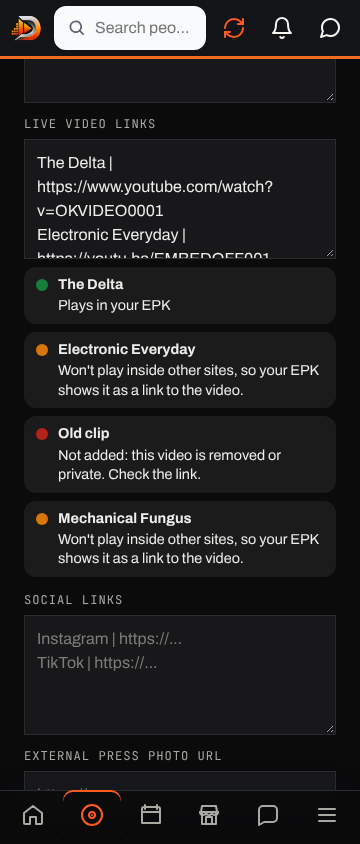 Search peo...
LIVE VIDEO LINKS
The Delta |
https://www.youtube.com/watch?
v=OKVIDEO0001
Electronic Everyday |
The Delta
Plays in your EPK
Electronic Everyday
Won't play inside other sites, so your EPK
shows it as a link to the video.
Old clip
Not added: this video is removed or
private. Check the link.
Mechanical Fungus
Won't play inside other sites, so your EPK
shows it as a link to the video.
SOCIAL LINKS
Instagram | https://...
TikTok | https://...
EXTERNAL PRESS PHOTO URL